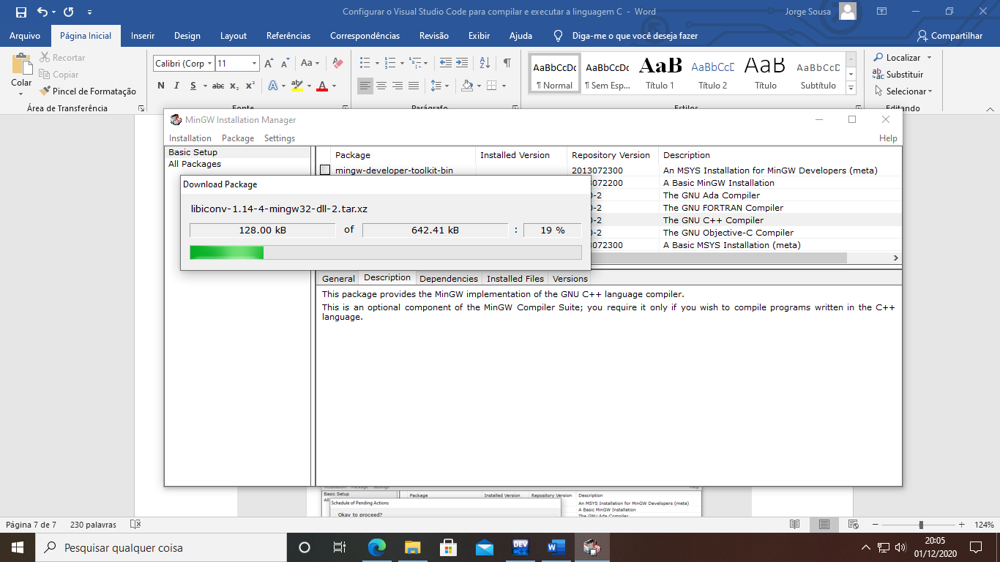 Configurar o Visual Studio Code para compilar e executar a linguagem C - Word
Jorge Sousa
Arquivo Página Inicial Inserir Design Layout Referências Correspondências Revisão Exibir Ajuda Diga-me o que você deseja fazer Compartilhar
Colar
Recortar
Copiar
Pincel de Formatação
Área de Transferência
Calibri (Corp 11
Aa
N I S abc x₂ x²
A ab A
Fonte
Parágrafo
AaBbCcDc AaBbCcDc AaB AaBbCcD AaB AaBbCcD
¶ Normal ¶ Sem Esp... Título 1 Título 2 Título Subtítulo
Estilos
Localizar
Substituir
Selecionar
Editando
MinGW Installation Manager
Installation Package Settings Help
Basic Setup
All Packages
Package Installed Version Repository Version Description
mingw-developer-toolkit-bin 2013072300 An MSYS Installation for MinGW Developers (meta)
3072200 A Basic MinGW Installation
0-2 The GNU Ada Compiler
0-2 The GNU FORTRAN Compiler
0-2 The GNU C++ Compiler
0-2 The GNU Objective-C Compiler
3072300 A Basic MSYS Installation (meta)
Download Package
libiconv-1.14-4-mingw32-dll-2.tar.xz
128.00 kB of 642.41 kB : 19 %
General Description Dependencies Installed Files Versions
This package provides the MinGW implementation of the GNU C++ language compiler.
This is an optional component of the MinGW Compiler Suite; you require it only if you wish to compile programs written in the C++
language.
Installation Package Settings Help
Basic Setup Package Installed Version Repository Version Description
All
Schedule of Pending Actions
An MSYS Installation for MinGW Developers (meta)
A Basic MinGW Installation
The GNU Ada Compiler
Okay to proceed?
Página 7 de 7 230 palavras 124%
Pesquisar qualquer coisa
DEV
C++
W
20:05
01/12/2020